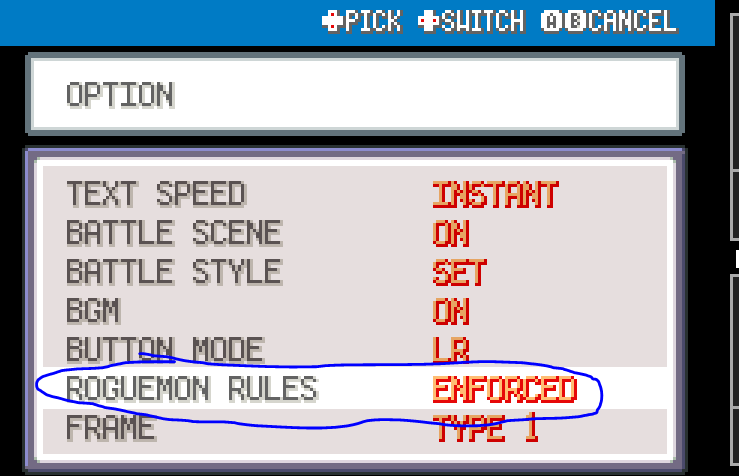 PICK SWITCH ABCANCEL
OPTION
TEXT SPEED INSTANT
BATTLE SCENE ON
BATTLE STYLE SET
BGM ON
BUTTON MODE LR
ROGUEMON RULES ENFORCED
FRAME TYPE 1